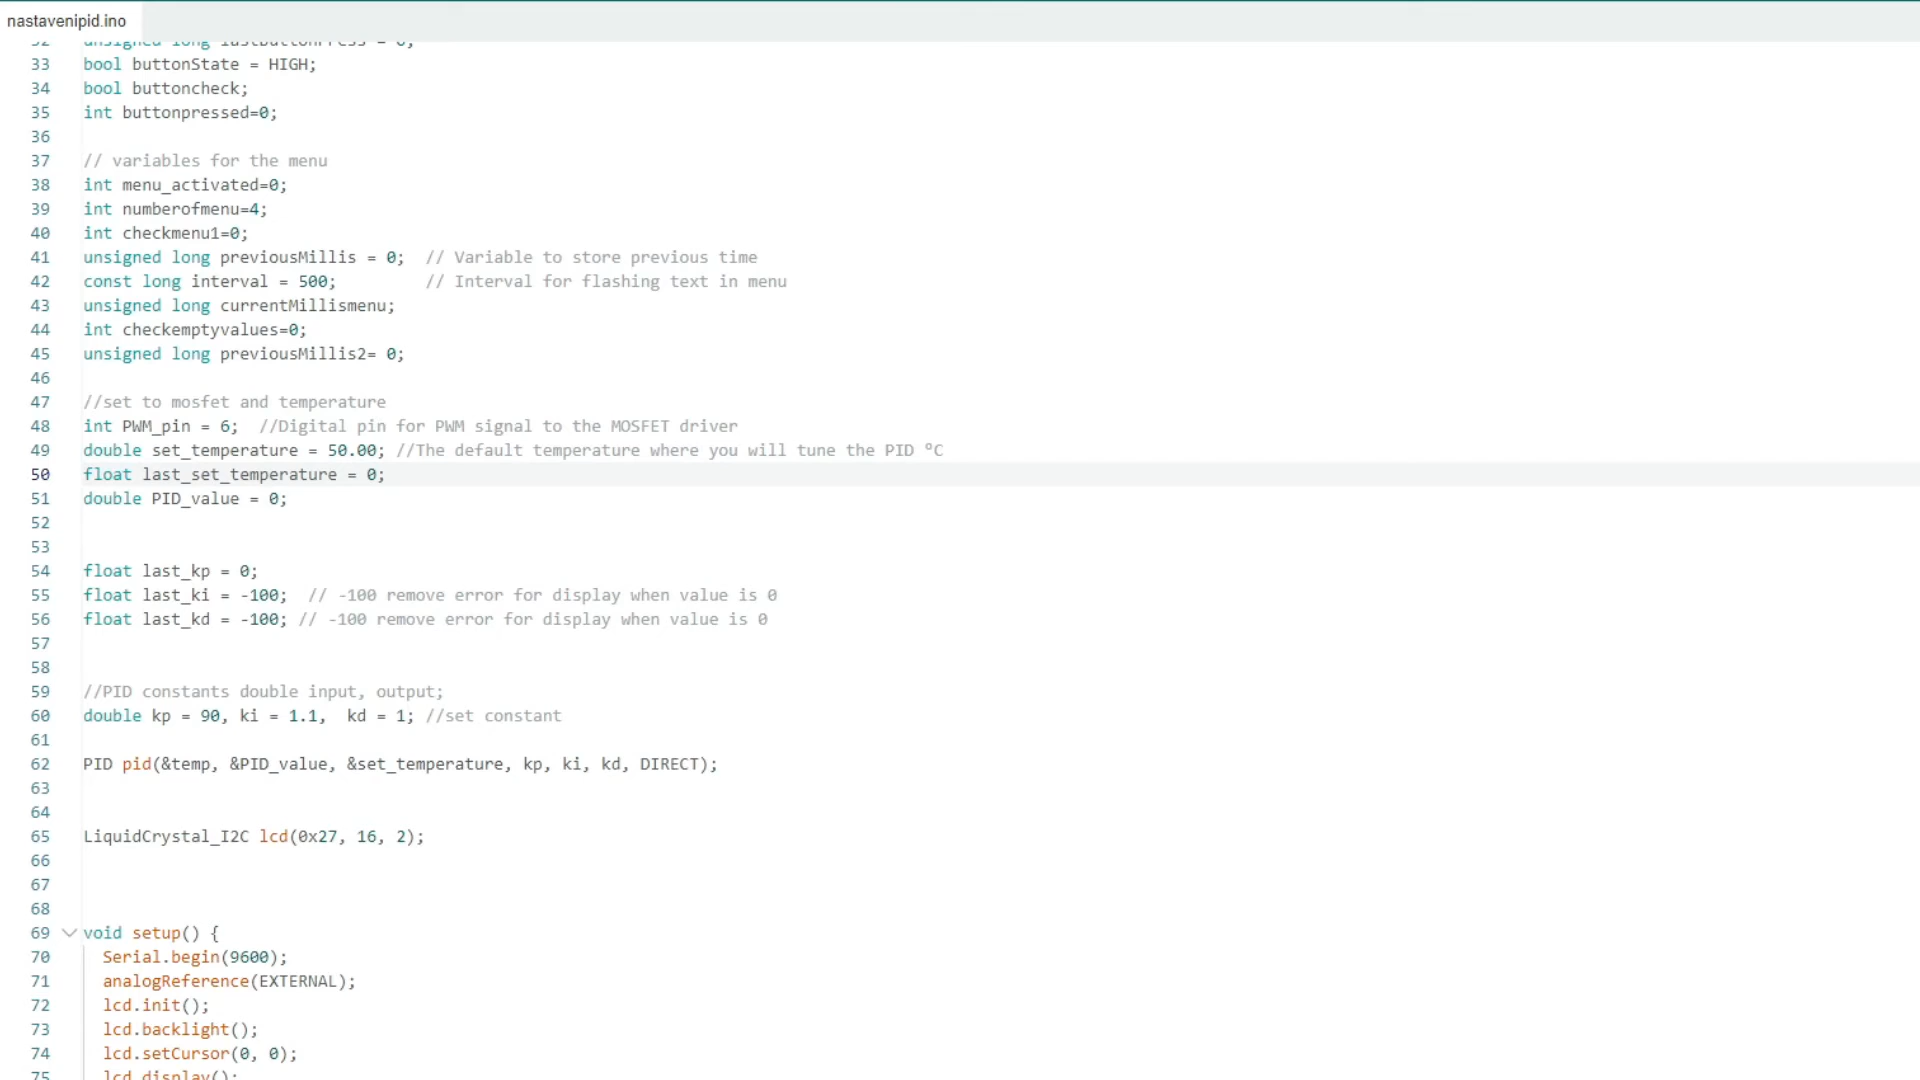 nastavenipid.ino
32 unsigned long lastButtonPress = 0;
33 bool buttonState = HIGH;
34 bool buttoncheck;
35 int buttonpressed=0;
36
37 // variables for the menu
38 int menu_activated=0;
39 int numberofmenu=4;
40 int checkmenu1=0;
41 unsigned long previousMillis = 0;  // Variable to store previous time
42 const long interval = 500;         // Interval for flashing text in menu
43 unsigned long currentMillismenu;
44 int checkemptyvalues=0;
45 unsigned long previousMillis2= 0;
46
47 //set to mosfet and temperature
48 int PWM_pin = 6;  //Digital pin for PWM signal to the MOSFET driver
49 double set_temperature = 50.00; //The default temperature where you will tune the PID ºC
50 float last_set_temperature = 0;
51 double PID_value = 0;
52
53
54 float last_kp = 0;
55 float last_ki = -100;  // -100 remove error for display when value is 0
56 float last_kd = -100; // -100 remove error for display when value is 0
57
58
59 //PID constants double input, output;
60 double kp = 90, ki = 1.1,  kd = 1; //set constant
61
62 PID pid(&temp, &PID_value, &set_temperature, kp, ki, kd, DIRECT);
63
64
65 LiquidCrystal_I2C lcd(0x27, 16, 2);
66
67
68
69 void setup() {
70   Serial.begin(9600);
71   analogReference(EXTERNAL);
72   lcd.init();
73   lcd.backlight();
74   lcd.setCursor(0, 0);
75   lcd.display();